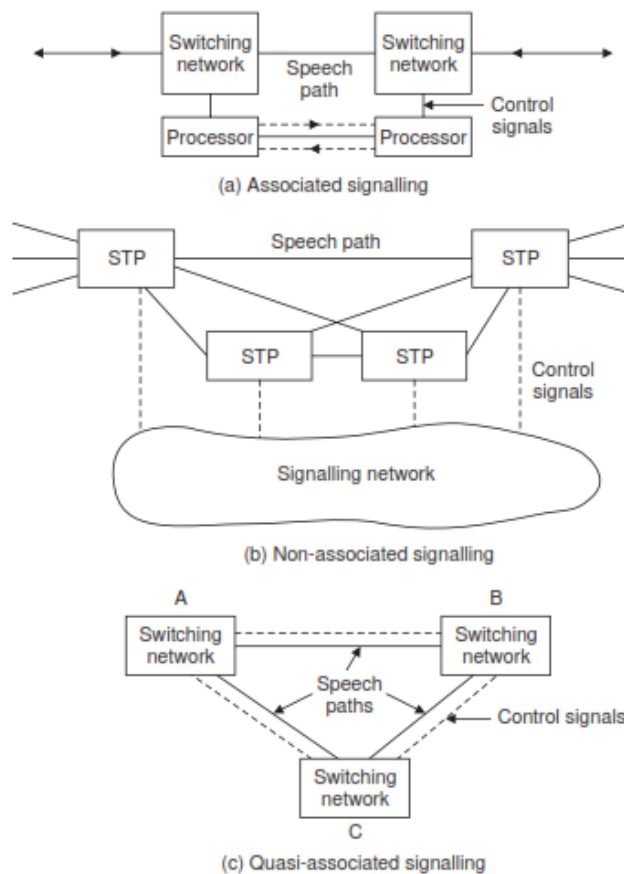 Switching
network
Switching
network
Speech
path
Control
signals
Processor
Processor
(a) Associated signalling
Speech path
STP
STP
STP
STP
Control
signals
Signalling network
(b) Non-associated signalling
A
B
Switching
network
Switching
network
Speech
paths
Control signals
Switching
network
C
(c) Quasi-associated signalling